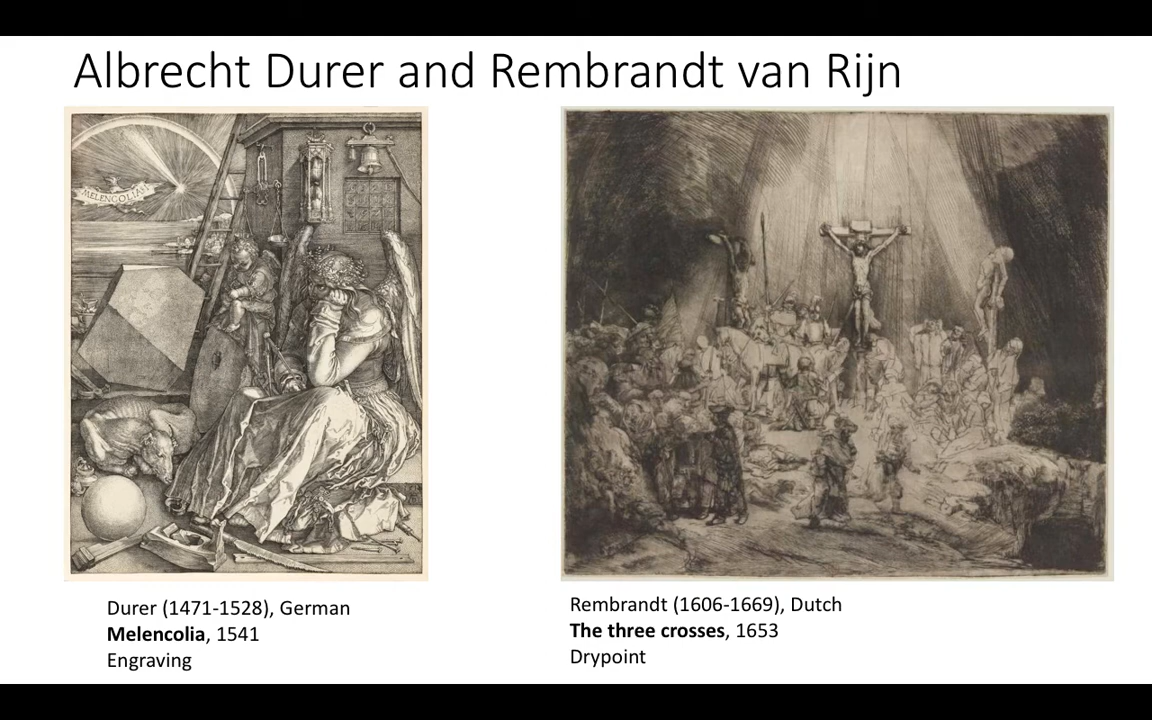 Albrecht Durer and Rembrandt van Rijn
MELENCOLIA§I
Durer (1471-1528), German
Melencolia, 1541
Engraving
Rembrandt (1606-1669), Dutch
The three crosses, 1653
Drypoint